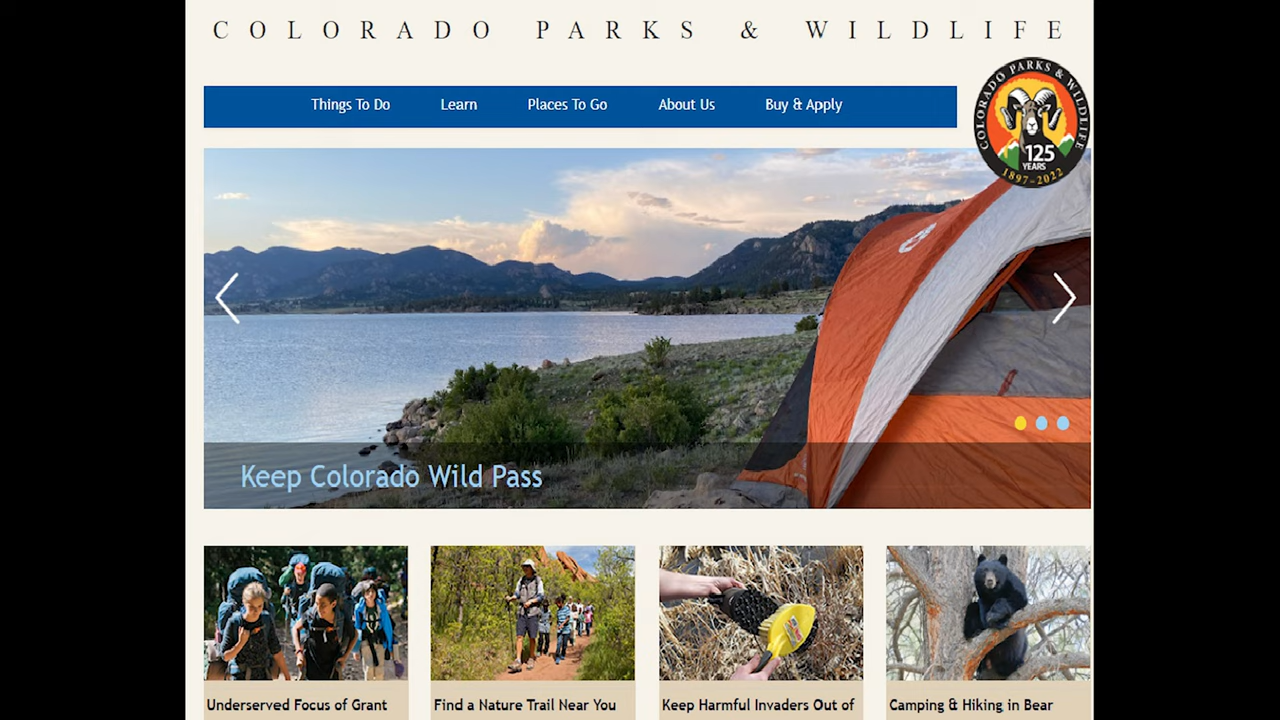 COLORADO PARKS & WILDLIFE
COLORADO PARKS & WILDLIFE
125
YEARS
1897-2022
Things To Do
Learn
Places To Go
About Us
Buy & Apply
Keep Colorado Wild Pass
Underserved Focus of Grant
Find a Nature Trail Near You
Keep Harmful Invaders Out of
Camping & Hiking in Bear